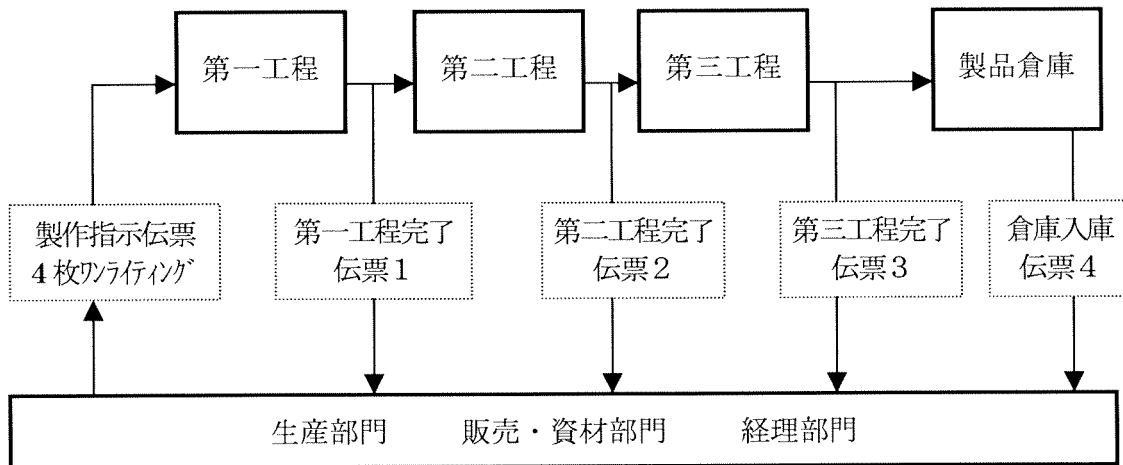 第一工程
第二工程
第三工程
製品倉庫
製作指示伝票
4枚ワンライティング
第一工程完了
伝票1
第二工程完了
伝票2
第三工程完了
伝票3
倉庫入庫
伝票4
生産部門　販売・資材部門　経理部門